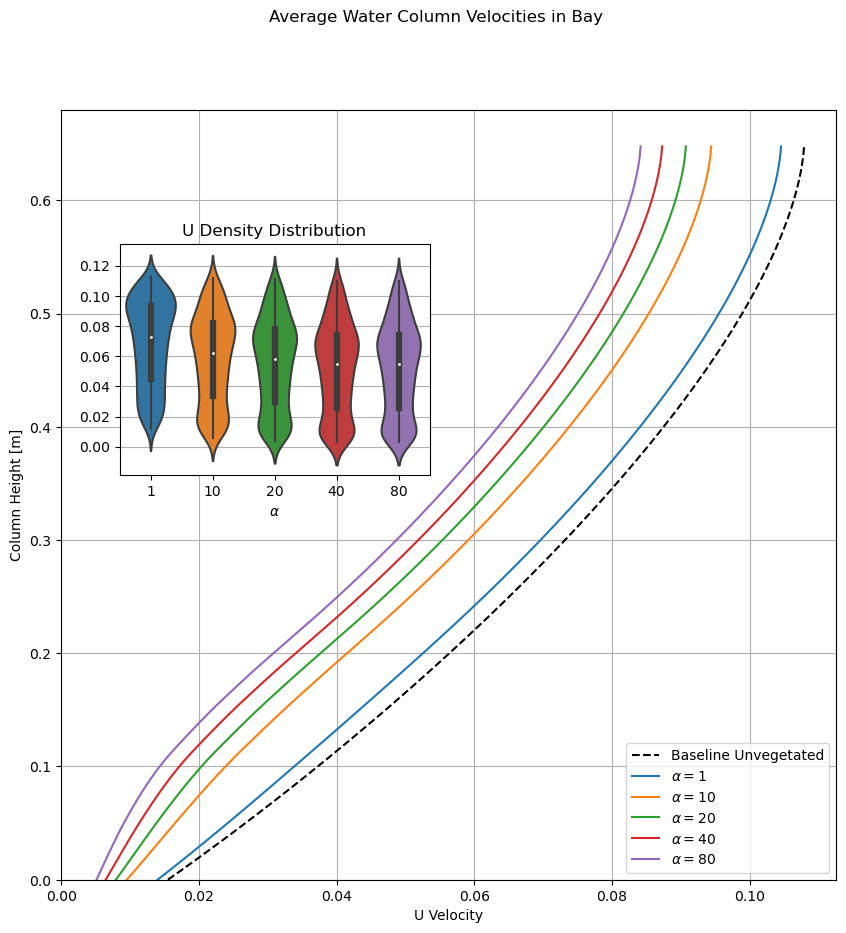 Average Water Column Velocities in Bay
U Density Distribution
0.12
0.10
0.08
0.06
0.04
0.02
0.00
1 10 20 40 80
α
Column Height [m]
0.6
0.5
0.4
0.3
0.2
0.1
0.0
Baseline Unvegetated
α = 1
α = 10
α = 20
α = 40
α = 80
0.00 0.02 0.04 0.06 0.08 0.10
U Velocity